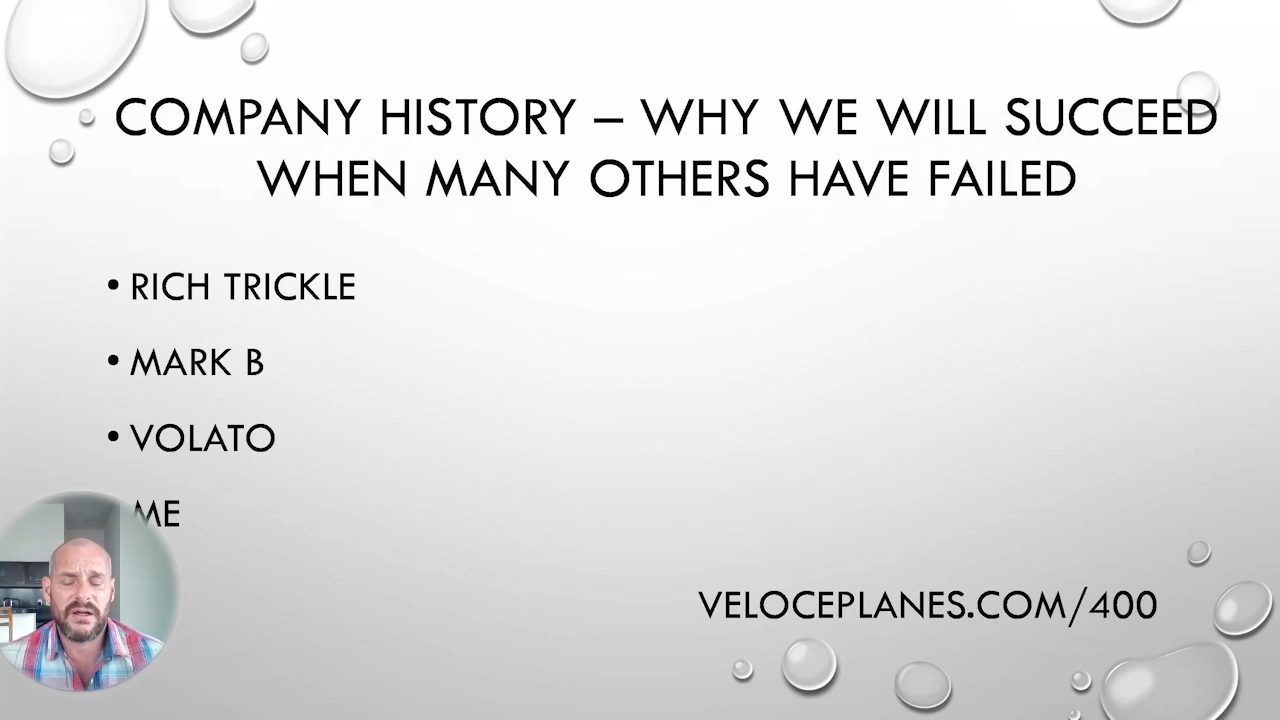 COMPANY HISTORY – WHY WE WILL SUCCEED
WHEN MANY OTHERS HAVE FAILED
• RICH TRICKLE
• MARK B
• VOLATO
ME
VELOCEPLANES.COM/400